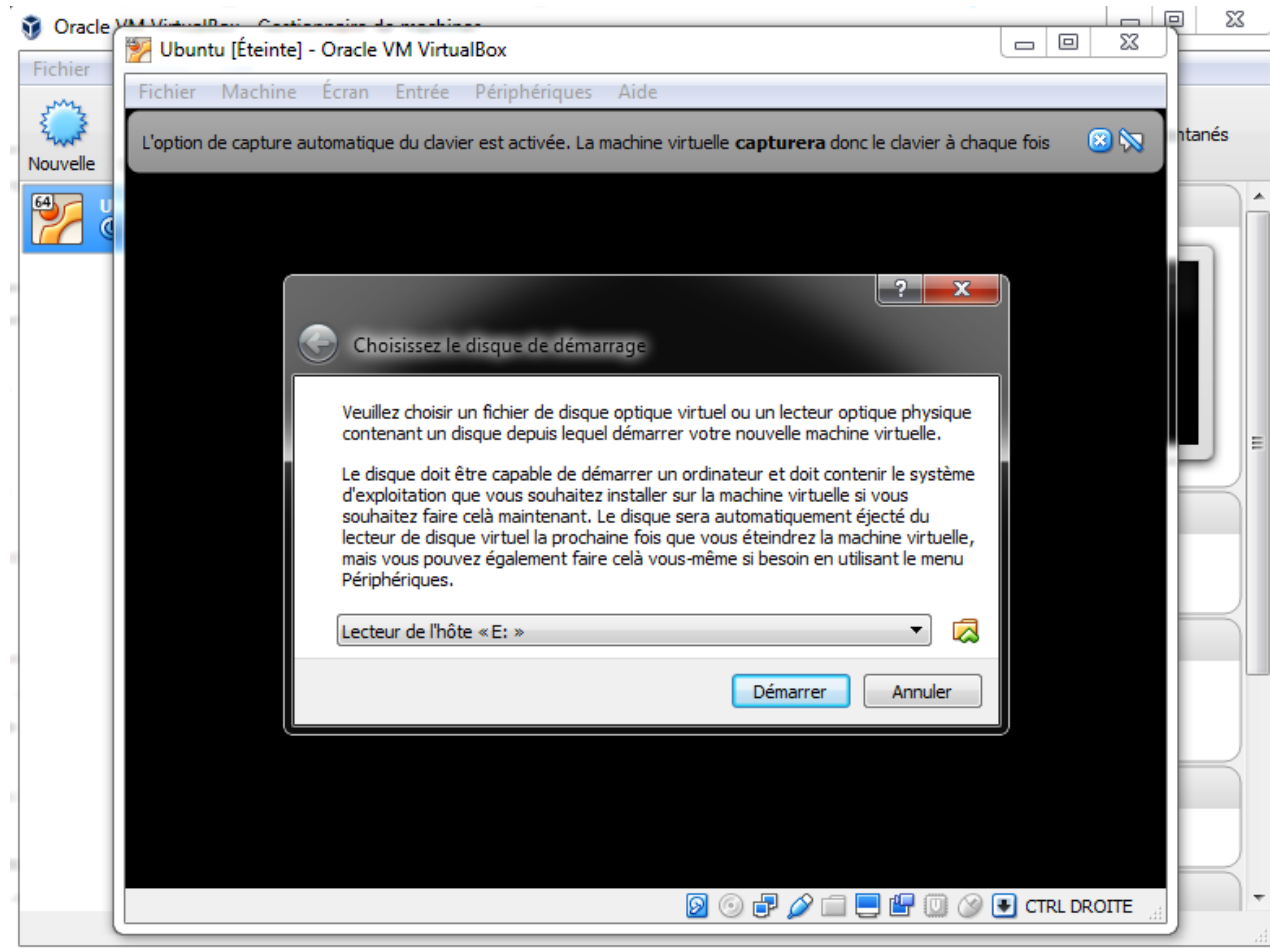 Oracle VM VirtualBox - Gestionnaire de machines
Ubuntu [Éteinte] - Oracle VM VirtualBox
Fichier
Fichier Machine Écran Entrée Périphériques Aide
Nouvelle
L'option de capture automatique du clavier est activée. La machine virtuelle capturera donc le clavier à chaque fois
ntanés
64
U
?
Choisissez le disque de démarrage
Veuillez choisir un fichier de disque optique virtuel ou un lecteur optique physique
contenant un disque depuis lequel démarrer votre nouvelle machine virtuelle.
Le disque doit être capable de démarrer un ordinateur et doit contenir le système
d'exploitation que vous souhaitez installer sur la machine virtuelle si vous
souhaitez faire celà maintenant. Le disque sera automatiquement éjecté du
lecteur de disque virtuel la prochaine fois que vous éteindrez la machine virtuelle,
mais vous pouvez également faire celà vous-même si besoin en utilisant le menu
Périphériques.
Lecteur de l'hôte « E: »
Démarrer Annuler
CTRL DROITE